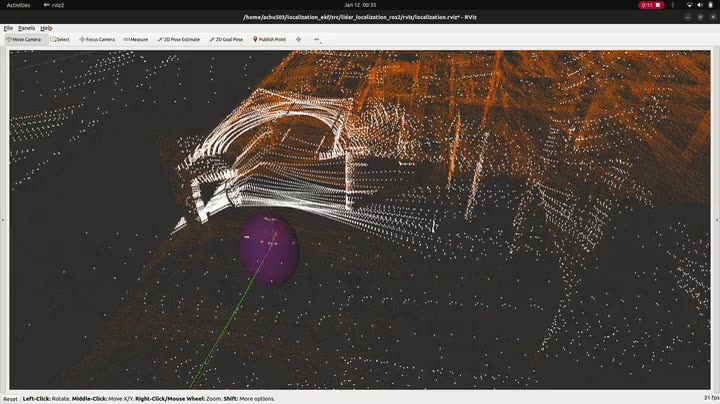 Activities rviz2 Jan 12 00:35 0:11
/home/achu503/localization_ekf/src/lidar_localization_ros2/rviz/localization.rviz* - RViz
File Panels Help
Move Camera Select Focus Camera Measure 2D Pose Estimate 2D Goal Pose Publish Point
Reset Left-Click: Rotate. Middle-Click: Move X/Y. Right-Click/Mouse Wheel: Zoom. Shift: More options. 31 fps